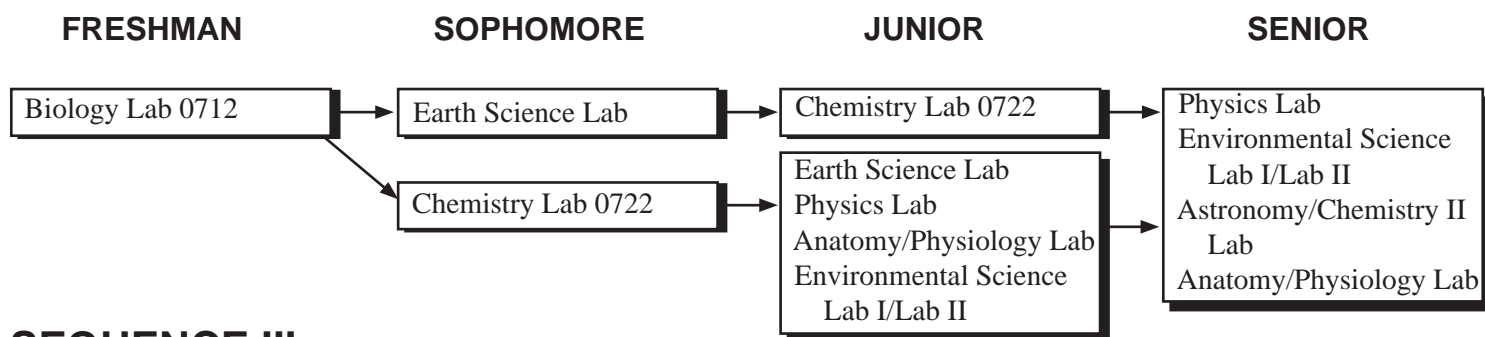 FRESHMAN SOPHOMORE JUNIOR SENIOR
Biology Lab 0712
Earth Science Lab
Chemistry Lab 0722
Chemistry Lab 0722
Earth Science Lab
Physics Lab
Anatomy/Physiology Lab
Environmental Science
Lab I/Lab II
Physics Lab
Environmental Science
Lab I/Lab II
Astronomy/Chemistry II
Lab
Anatomy/Physiology Lab
SEQUENCE III